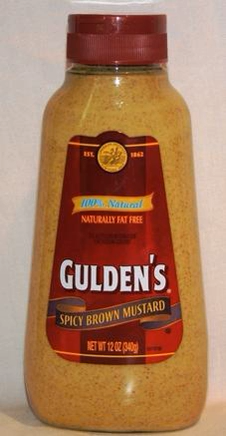 EST. 1862
100% Natural
NATURALLY FAT FREE
GULDEN'S
SPICY BROWN MUSTARD
NET WT 12 OZ (340g)